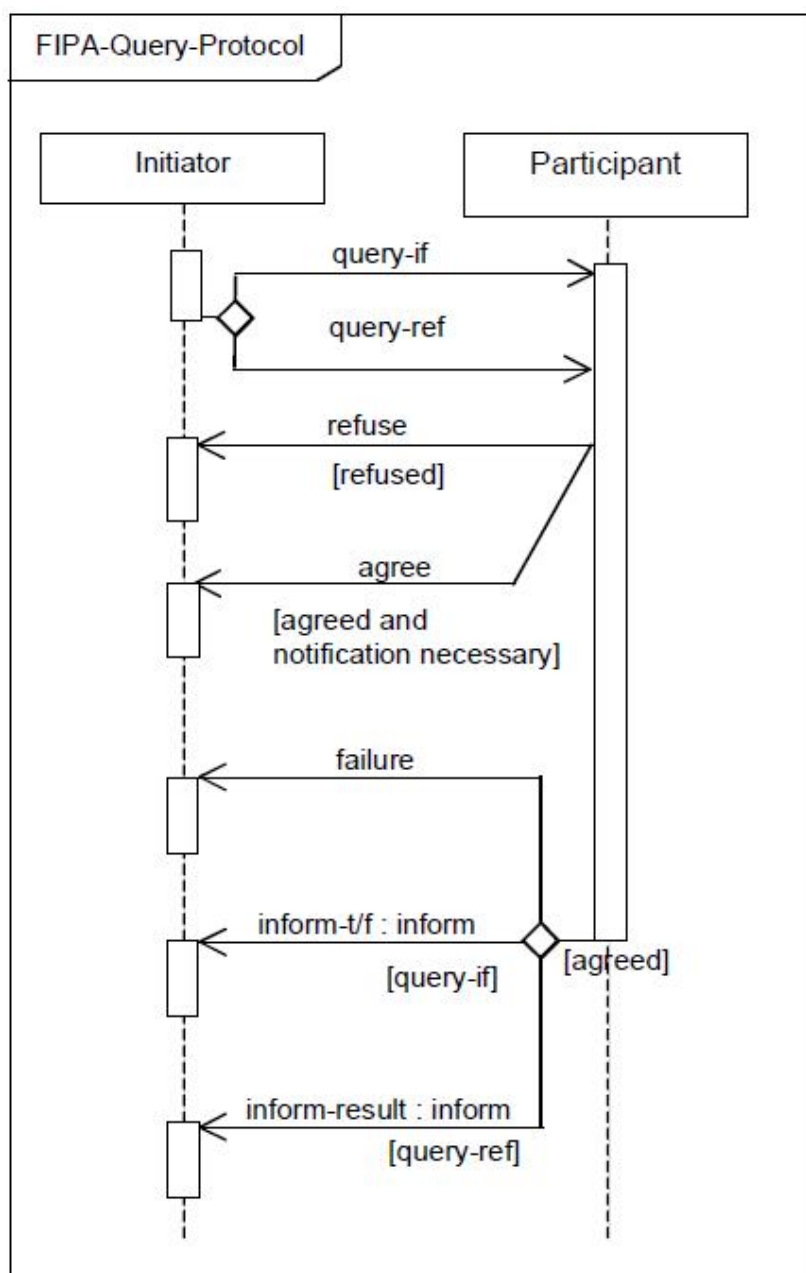 FIPA-Query-Protocol
Initiator
Participant
query-if
query-ref
refuse
[refused]
agree
[agreed and
notification necessary]
failure
inform-t/f : inform
[query-if]
[agreed]
inform-result : inform
[query-ref]